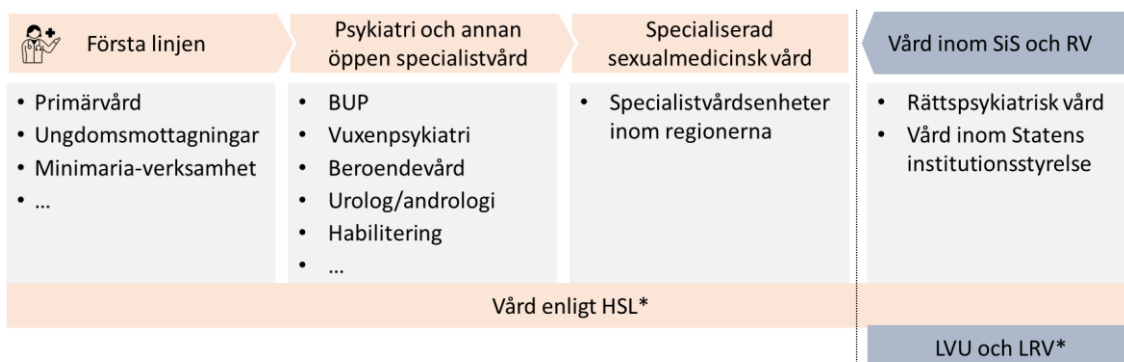 Första linjen
• Primärvård
• Ungdomsmottagningar
• Minimaria-verksamhet
• ...
Psykiatri och annan
öppen specialistvård
• BUP
• Vuxenpsykiatri
• Beroendevård
• Urolog/andrologi
• Habilitering
• ...
Specialiserad
sexualmedicinsk vård
• Specialistvårdsenheter
inom regionerna
Vård inom SiS och RV
• Rättspsykiatrisk vård
• Vård inom Statens
institutionsstyrelse
Vård enligt HSL*
LVU och LRV*